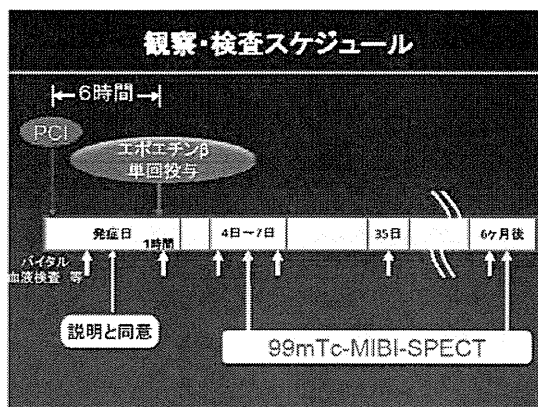 観察・検査スケジュール
6時間
PCI
エポエチンβ
単回投与
発症日
1時間
4日～7日
35日
6ヶ月後
バイタル
血液検査 等
説明と同意
99mTc-MIBI-SPECT